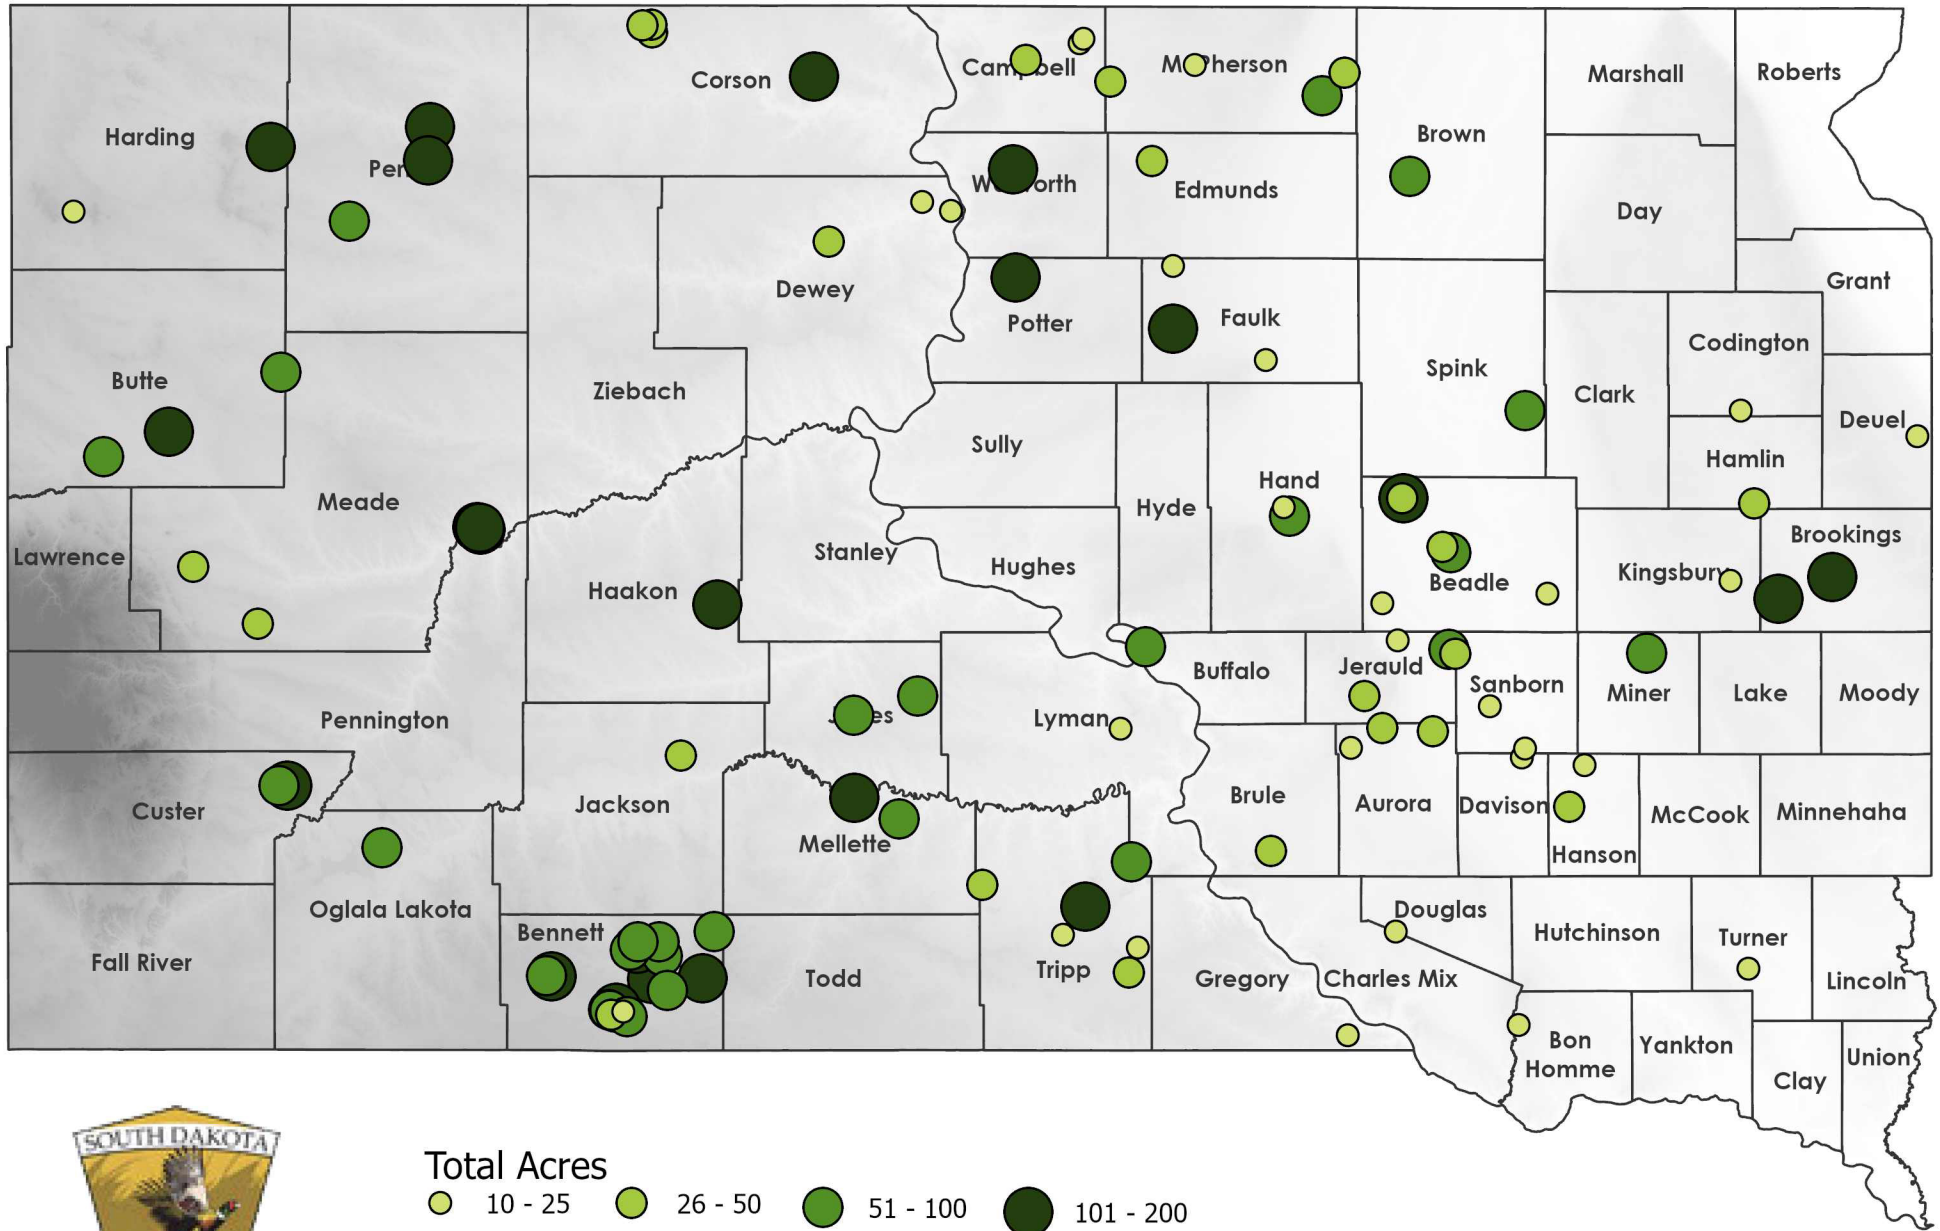 Harding
Corson
McPherson
Marshall
Roberts
Brown
Edmunds
Day
Dewey
Grant
Potter
Faulk
Codington
Spink
Butte
Ziebach
Clark
Deuel
Sully
Hamlin
Meade
Hand
Hyde
Brookings
Lawrence
Stanley
Hughes
Kingsbury
Beadle
Haakon
Buffalo
Jerauld
Sanborn
Miner
Lake
Moody
Pennington
Lyman
Custer
Jackson
Brule
Aurora
Davison
McCook
Minnehaha
Mellette
Hanson
Oglala Lakota
Douglas
Bennett
Hutchinson
Turner
Fall River
Tripp
Todd
Gregory
Charles Mix
Lincoln
Bon
Homme
Yankton
Union
Clay
SOUTH DAKOTA
Total Acres
10 - 25
26 - 50
51 - 100
101 - 200